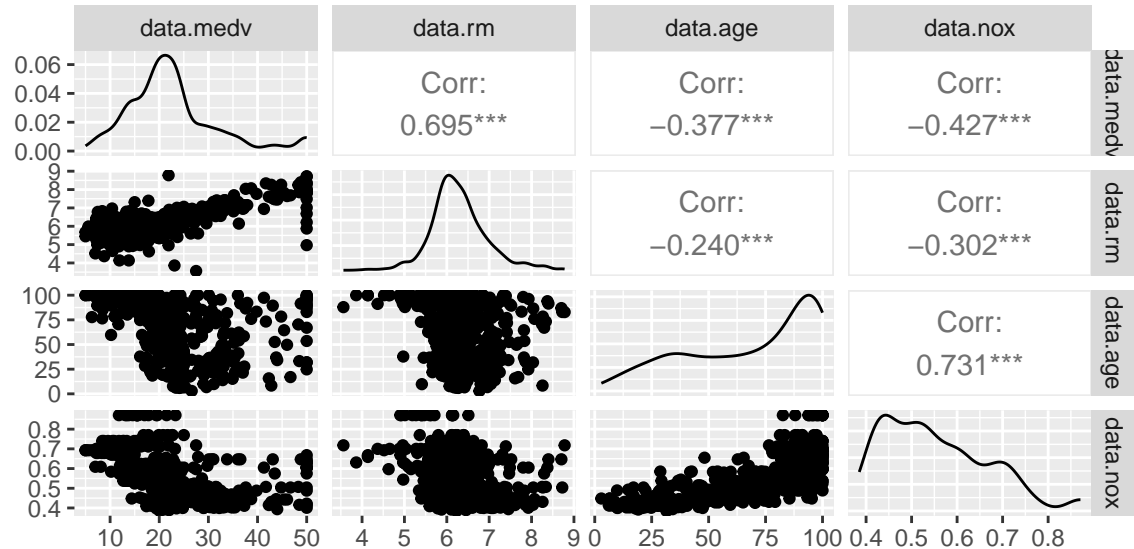 data.medv data.rm data.age data.nox
0.06
0.04
0.02
0.00
Corr:
0.695***
Corr:
−0.377***
Corr:
−0.427***
data.medv
9
8
7
6
5
4
Corr:
−0.240***
Corr:
−0.302***
data.rm
100
75
50
25
0
Corr:
0.731***
data.age
0.8
0.7
0.6
0.5
0.4
data.nox
10 20 30 40 50 4 5 6 7 8 9 0 25 50 75 100 0.4 0.5 0.6 0.7 0.8